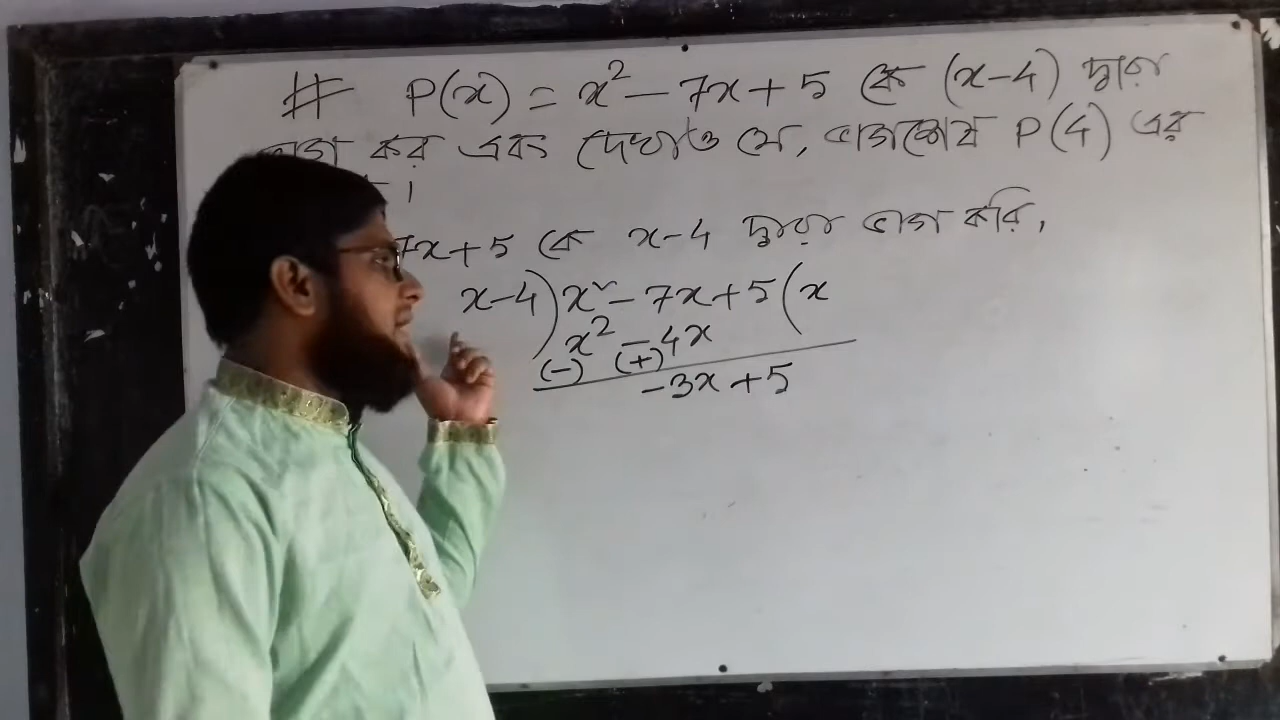 # P(x) = x² – 7x + 5 কে (x–4) দ্বারা
কর এবং দেখাও যে, ভাগশেষ P(4) এর
।
7x + 5 কে x–4 দ্বারা ভাগ করি,
x–4) x² – 7x + 5 (x
x² – 4x
(–) (+)
–3x + 5